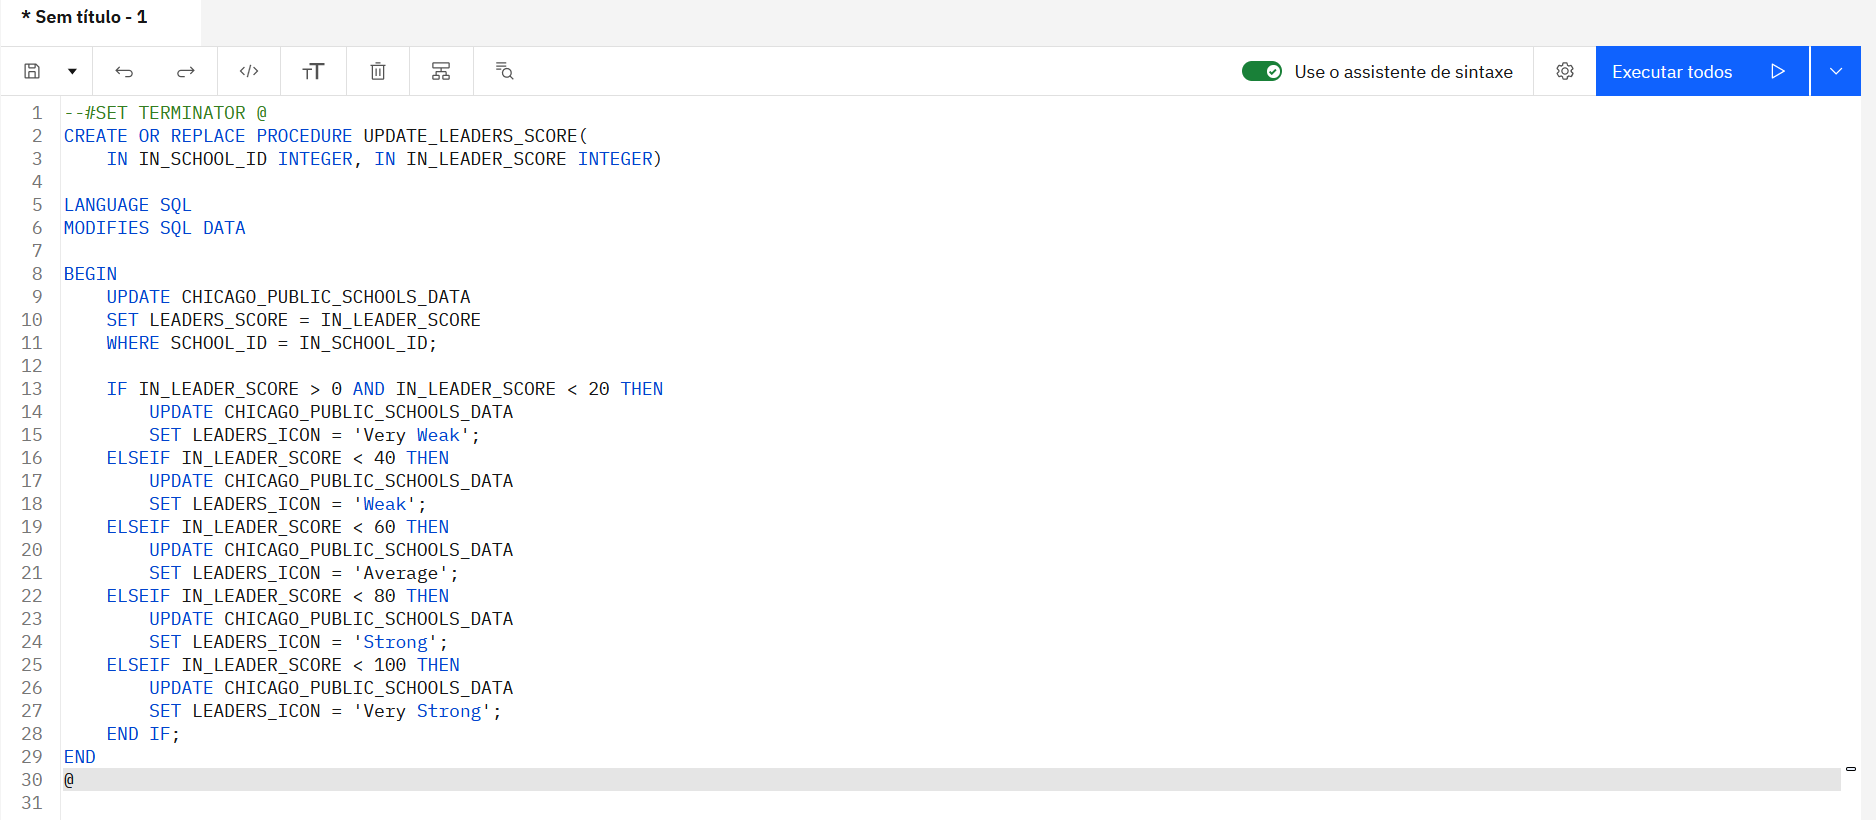 * Sem título - 1
Use o assistente de sintaxe
Executar todos
1 --#SET TERMINATOR @
2 CREATE OR REPLACE PROCEDURE UPDATE_LEADERS_SCORE(
3     IN IN_SCHOOL_ID INTEGER, IN IN_LEADER_SCORE INTEGER)
4
5 LANGUAGE SQL
6 MODIFIES SQL DATA
7
8 BEGIN
9     UPDATE CHICAGO_PUBLIC_SCHOOLS_DATA
10     SET LEADERS_SCORE = IN_LEADER_SCORE
11     WHERE SCHOOL_ID = IN_SCHOOL_ID;
12
13     IF IN_LEADER_SCORE > 0 AND IN_LEADER_SCORE < 20 THEN
14         UPDATE CHICAGO_PUBLIC_SCHOOLS_DATA
15         SET LEADERS_ICON = 'Very Weak';
16     ELSEIF IN_LEADER_SCORE < 40 THEN
17         UPDATE CHICAGO_PUBLIC_SCHOOLS_DATA
18         SET LEADERS_ICON = 'Weak';
19     ELSEIF IN_LEADER_SCORE < 60 THEN
20         UPDATE CHICAGO_PUBLIC_SCHOOLS_DATA
21         SET LEADERS_ICON = 'Average';
22     ELSEIF IN_LEADER_SCORE < 80 THEN
23         UPDATE CHICAGO_PUBLIC_SCHOOLS_DATA
24         SET LEADERS_ICON = 'Strong';
25     ELSEIF IN_LEADER_SCORE < 100 THEN
26         UPDATE CHICAGO_PUBLIC_SCHOOLS_DATA
27         SET LEADERS_ICON = 'Very Strong';
28     END IF;
29 END
30 @
31